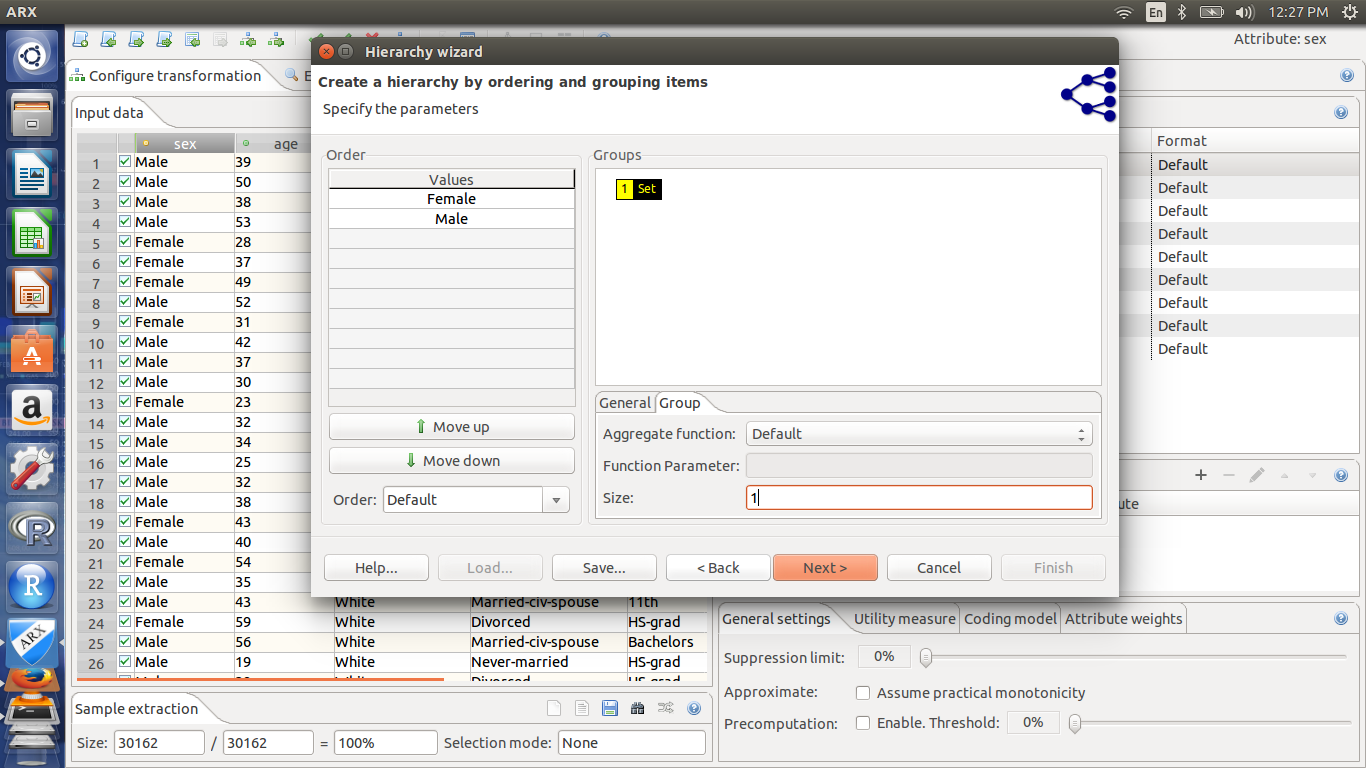 ARX
En
12:27 PM
Attribute: sex
Configure transformation
Input data
sex age
1 Male 39
2 Male 50
3 Male 38
4 Male 53
5 Female 28
6 Female 37
7 Female 49
8 Male 52
9 Female 31
10 Male 42
11 Male 37
12 Male 30
13 Female 23
14 Male 32
15 Male 34
16 Male 25
17 Male 32
18 Male 38
19 Female 43
20 Male 40
21 Female 54
22 Male 35
23 Male 43 White Married-civ-spouse 11th
24 Female 59 White Divorced HS-grad
25 Male 56 White Married-civ-spouse Bachelors
26 Male 19 White Never-married HS-grad
Hierarchy wizard
Create a hierarchy by ordering and grouping items
Specify the parameters
Order
Values
Female
Male
Move up
Move down
Order: Default
Groups
1 Set
General Group
Aggregate function: Default
Function Parameter:
Size: 1
Help... Load... Save... < Back Next > Cancel Finish
Format
Default
Default
Default
Default
Default
Default
Default
Default
Default
General settings Utility measure Coding model Attribute weights
Suppression limit: 0%
Approximate: Assume practical monotonicity
Precomputation: Enable. Threshold: 0%
Sample extraction
Size: 30162 / 30162 = 100% Selection mode: None
ARX